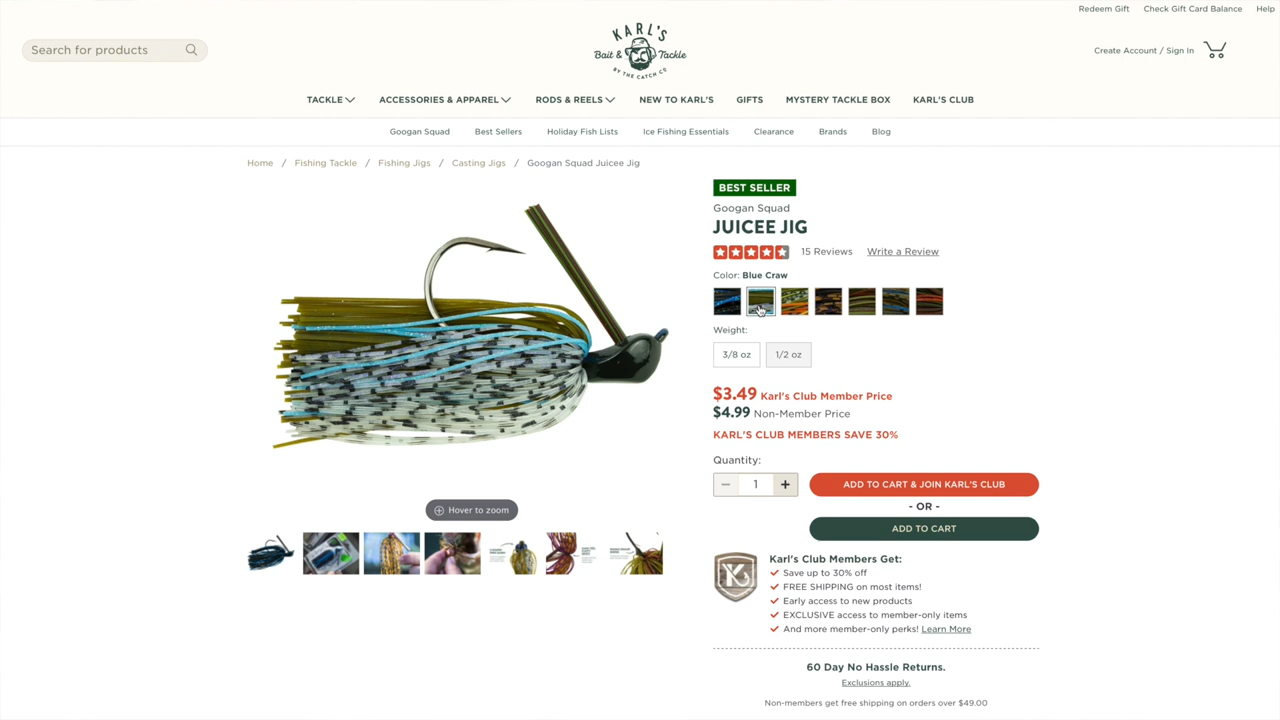 Redeem Gift Check Gift Card Balance Help
Search for products
KARL'S
Bait & Tackle
BY THE CATCH CO
Create Account / Sign In
TACKLE ACCESSORIES & APPAREL RODS & REELS NEW TO KARL'S GIFTS MYSTERY TACKLE BOX KARL'S CLUB
Googan Squad Best Sellers Holiday Fish Lists Ice Fishing Essentials Clearance Brands Blog
Home / Fishing Tackle / Fishing Jigs / Casting Jigs / Googan Squad Juicee Jig
BEST SELLER
Googan Squad
JUICEE JIG
15 Reviews Write a Review
Color: Blue Craw
Weight:
3/8 oz 1/2 oz
$3.49 Karl's Club Member Price
$4.99 Non-Member Price
KARL'S CLUB MEMBERS SAVE 30%
Quantity:
1
ADD TO CART & JOIN KARL'S CLUB
- OR -
ADD TO CART
Hover to zoom
K
Karl's Club Members Get:
Save up to 30% off
FREE SHIPPING on most items!
Early access to new products
EXCLUSIVE access to member-only items
And more member-only perks! Learn More
60 Day No Hassle Returns.
Exclusions apply.
Non-members get free shipping on orders over $49.00